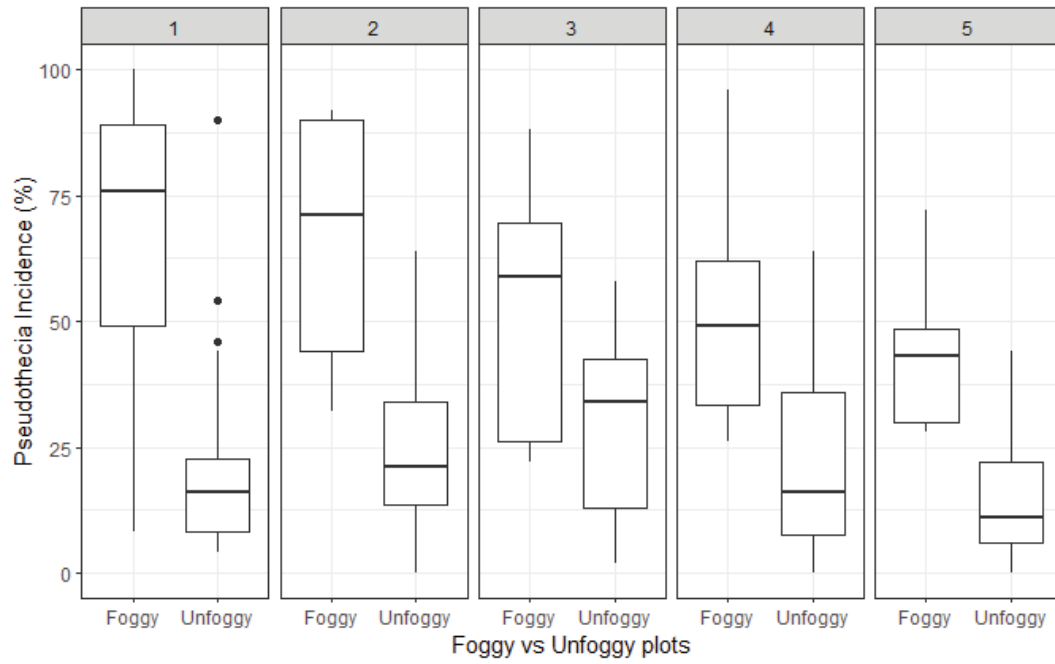 1 2 3 4 5
100
75
50
25
0
Pseudothecia Incidence (%)
Foggy Unfoggy Foggy Unfoggy Foggy Unfoggy Foggy Unfoggy Foggy Unfoggy
Foggy vs Unfoggy plots